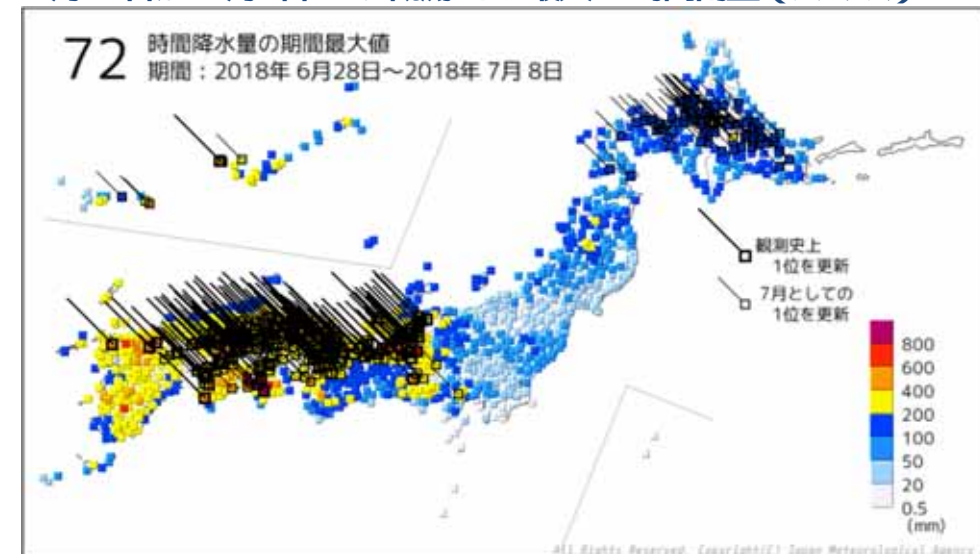 72 時間降水量の期間最大値
期間：2018年 6月28日～2018年 7月 8日
観測史上
1位を更新
7月としての
1位を更新
800
600
400
200
100
50
20
0.5
(mm)
All Rights Reserved. Copyright(C) Japan Meteorological Agency